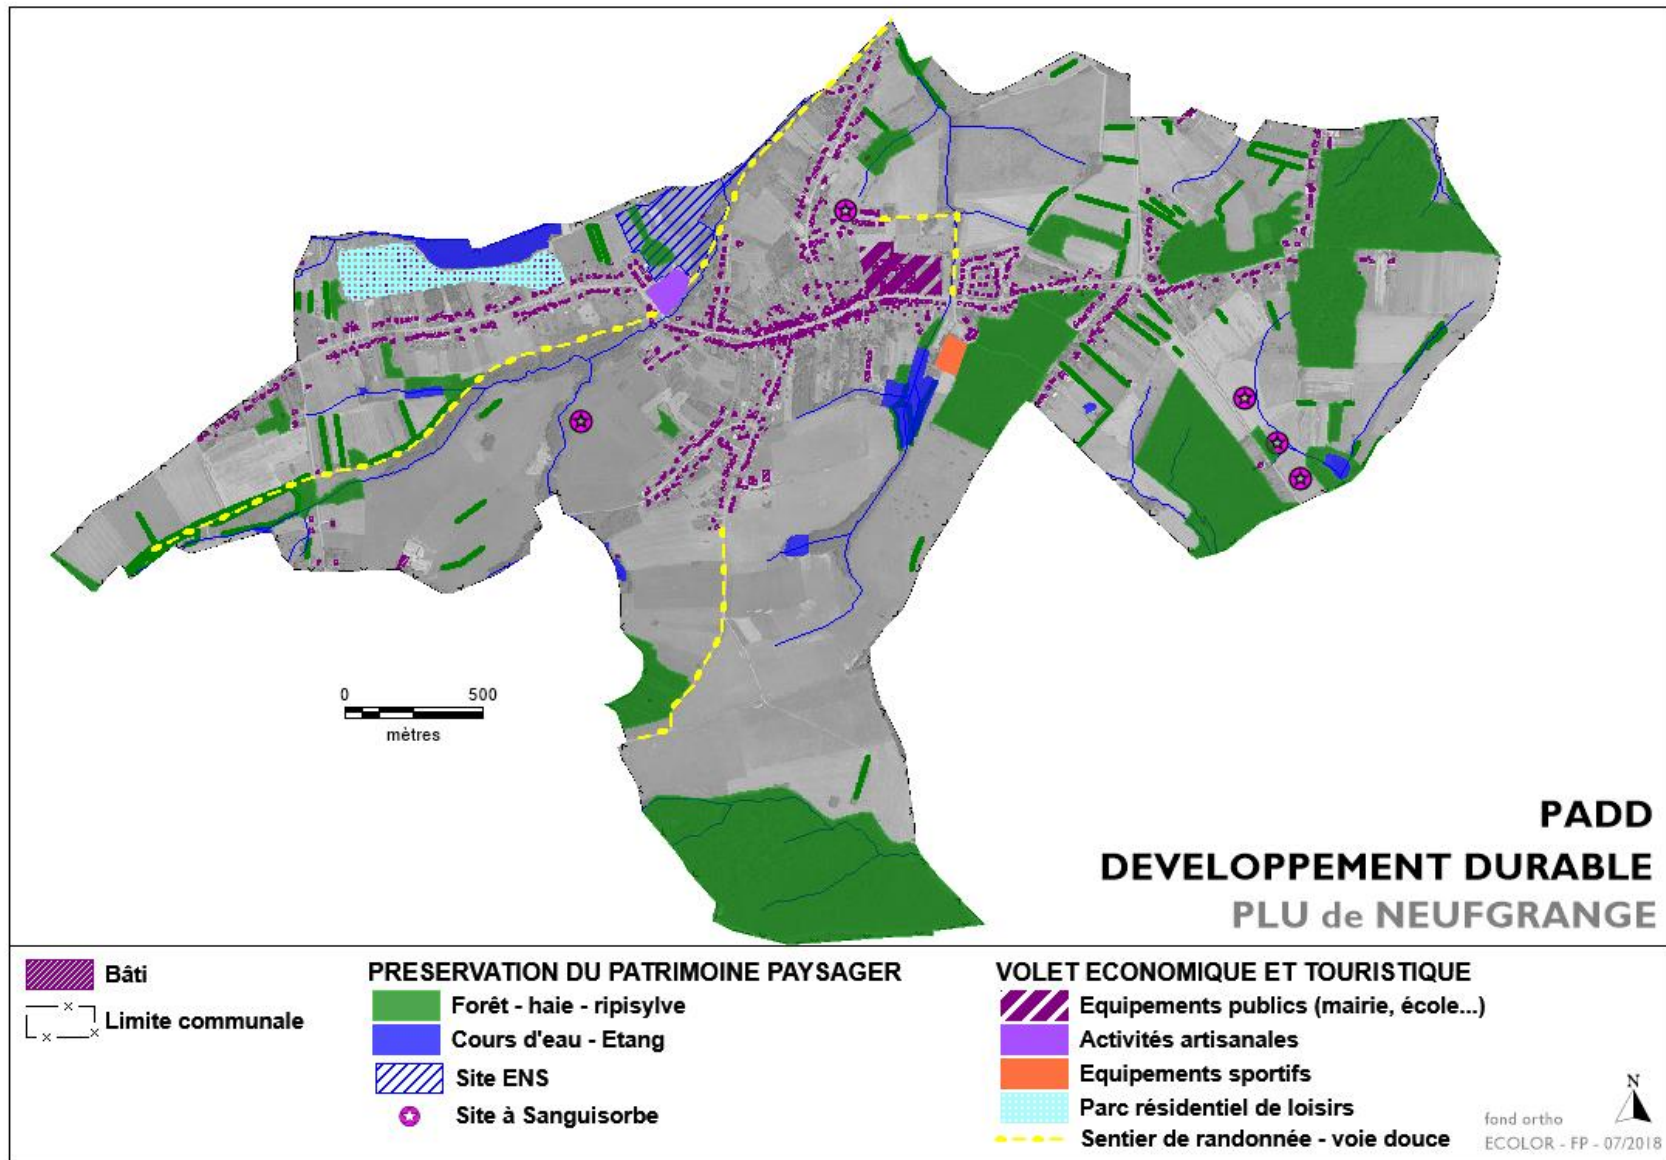 0 500
mètres
PADD
DEVELOPPEMENT DURABLE
PLU de NEUFGRANGE
Bâti
Limite communale
PRESERVATION DU PATRIMOINE PAYSAGER
Forêt - haie - ripisylve
Cours d'eau - Etang
Site ENS
Site à Sanguisorbe
VOLET ECONOMIQUE ET TOURISTIQUE
Equipements publics (mairie, école...)
Activités artisanales
Equipements sportifs
Parc résidentiel de loisirs
Sentier de randonnée - voie douce
N
fond ortho
ECOLOR - FP - 07/2018